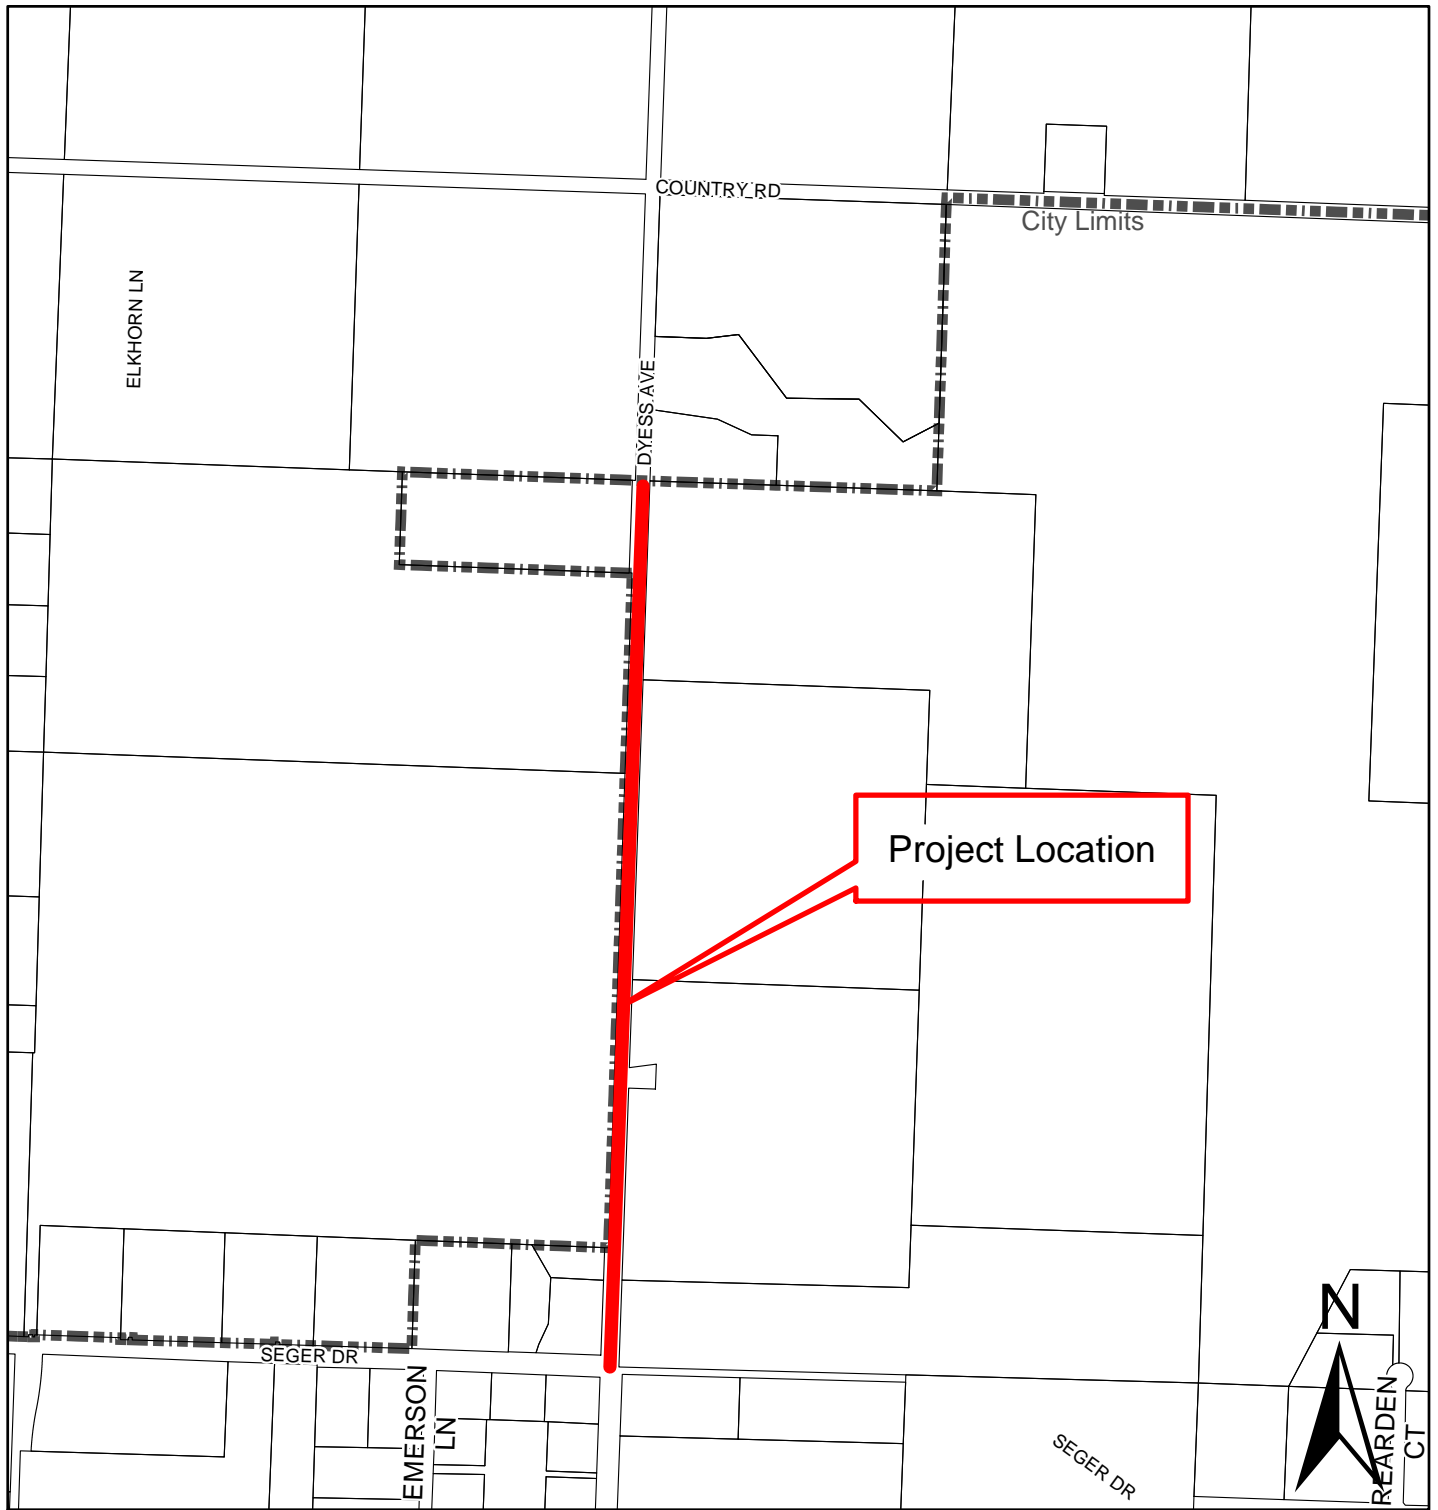 COUNTRY RD
City Limits
ELKHORN LN
DYESS AVE
Project Location
N
SEGER DR
EMERSON
LN
SEGER DR
REARDEN
CT